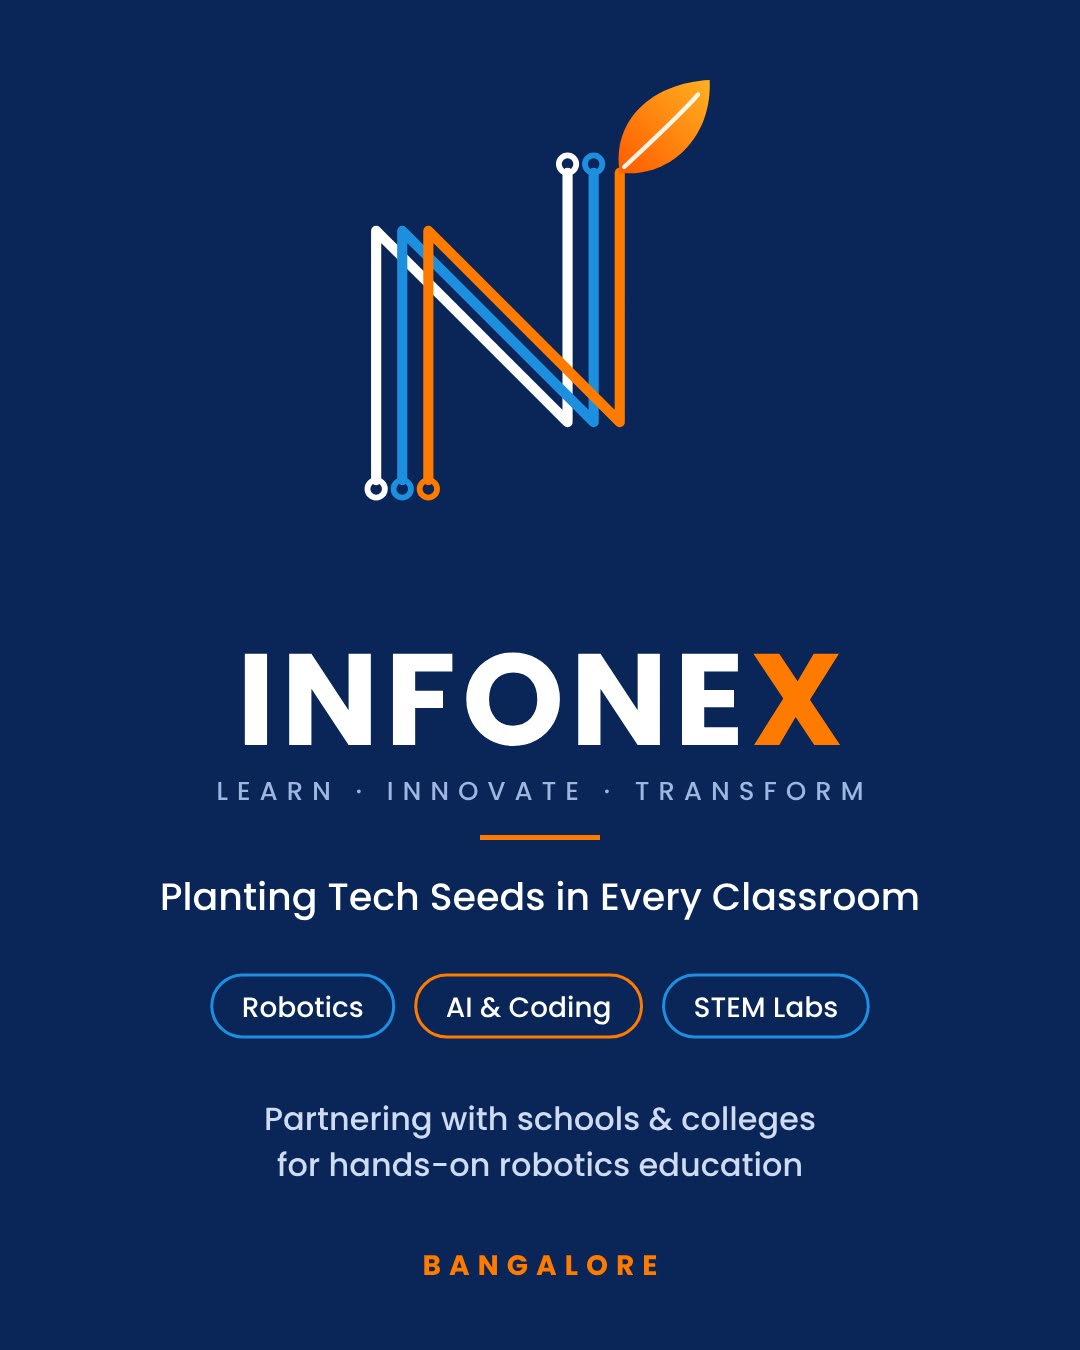 INFONEX
LEARN · INNOVATE · TRANSFORM
Planting Tech Seeds in Every Classroom
Robotics AI & Coding STEM Labs
Partnering with schools & colleges
for hands-on robotics education
BANGALORE